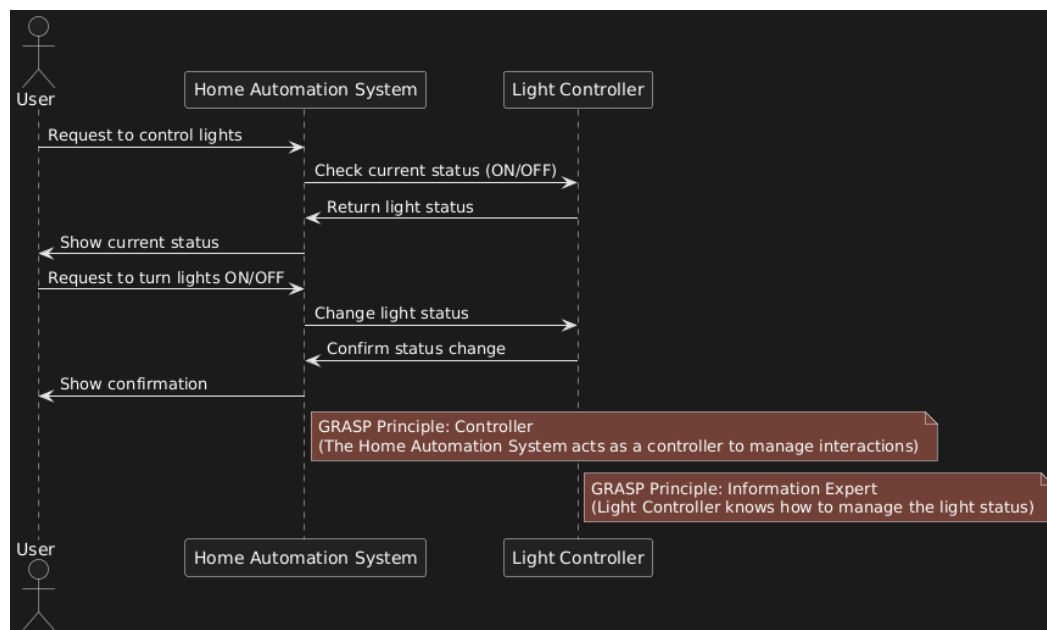 User
Home Automation System
Light Controller
Request to control lights
Check current status (ON/OFF)
Return light status
Show current status
Request to turn lights ON/OFF
Change light status
Confirm status change
Show confirmation
GRASP Principle: Controller
(The Home Automation System acts as a controller to manage interactions)
GRASP Principle: Information Expert
(Light Controller knows how to manage the light status)
User
Home Automation System
Light Controller